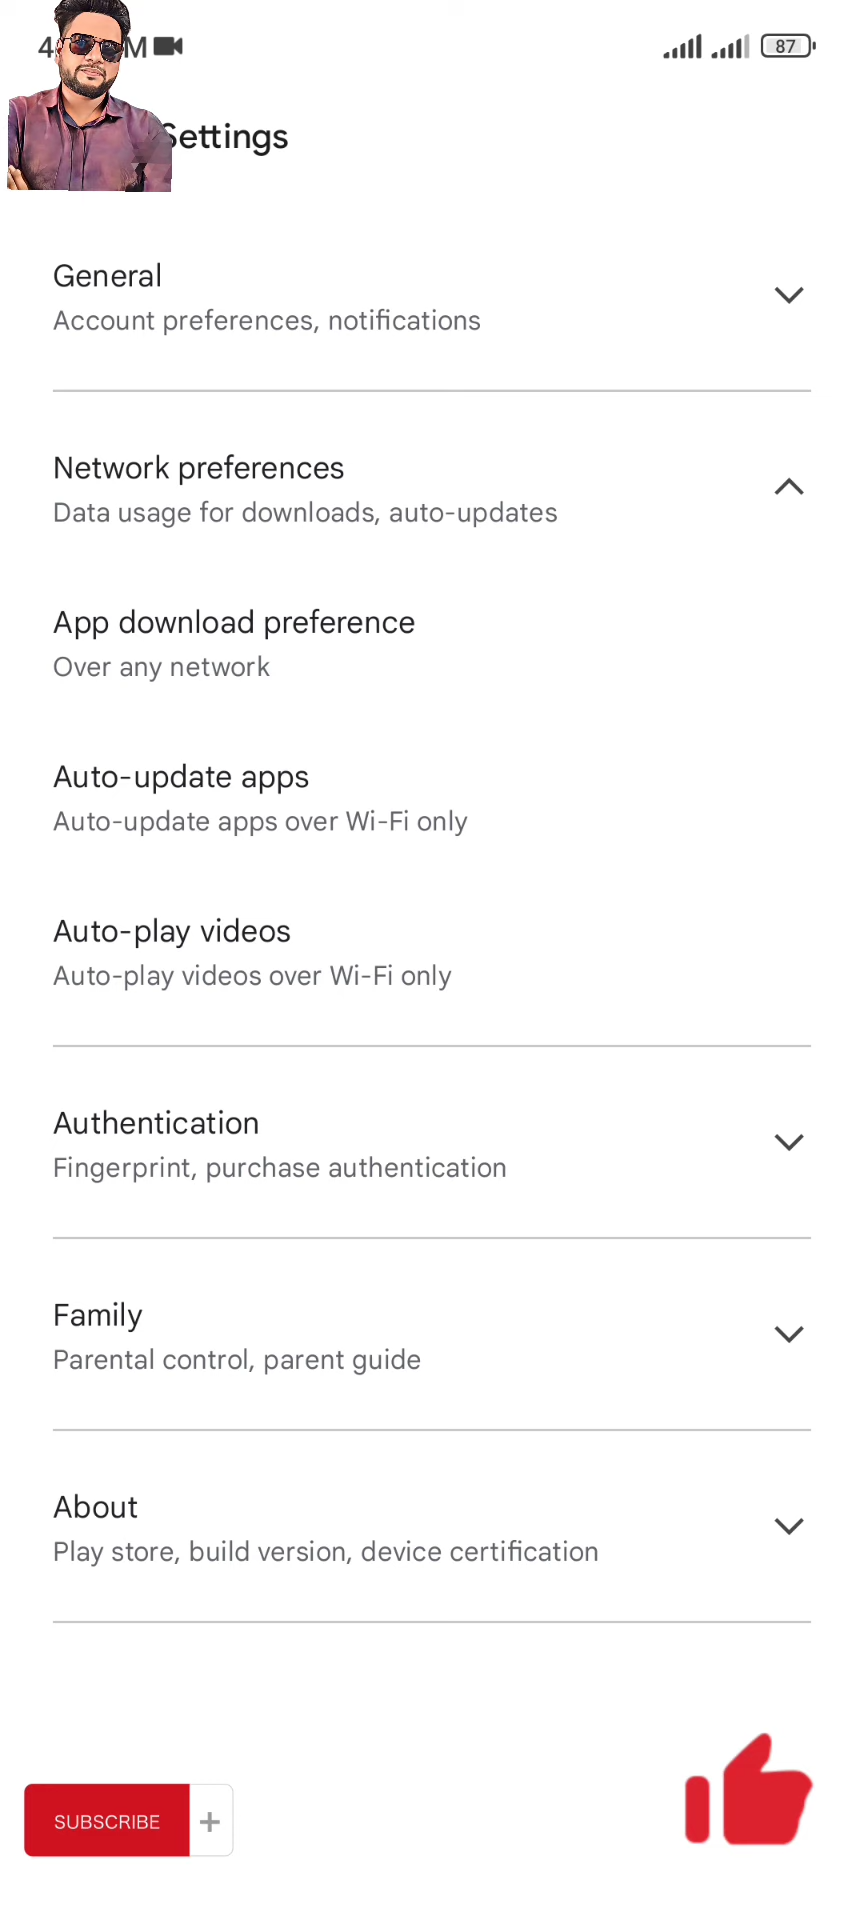 87
Settings
General
Account preferences, notifications
Network preferences
Data usage for downloads, auto-updates
App download preference
Over any network
Auto-update apps
Auto-update apps over Wi-Fi only
Auto-play videos
Auto-play videos over Wi-Fi only
Authentication
Fingerprint, purchase authentication
Family
Parental control, parent guide
About
Play store, build version, device certification
SUBSCRIBE +